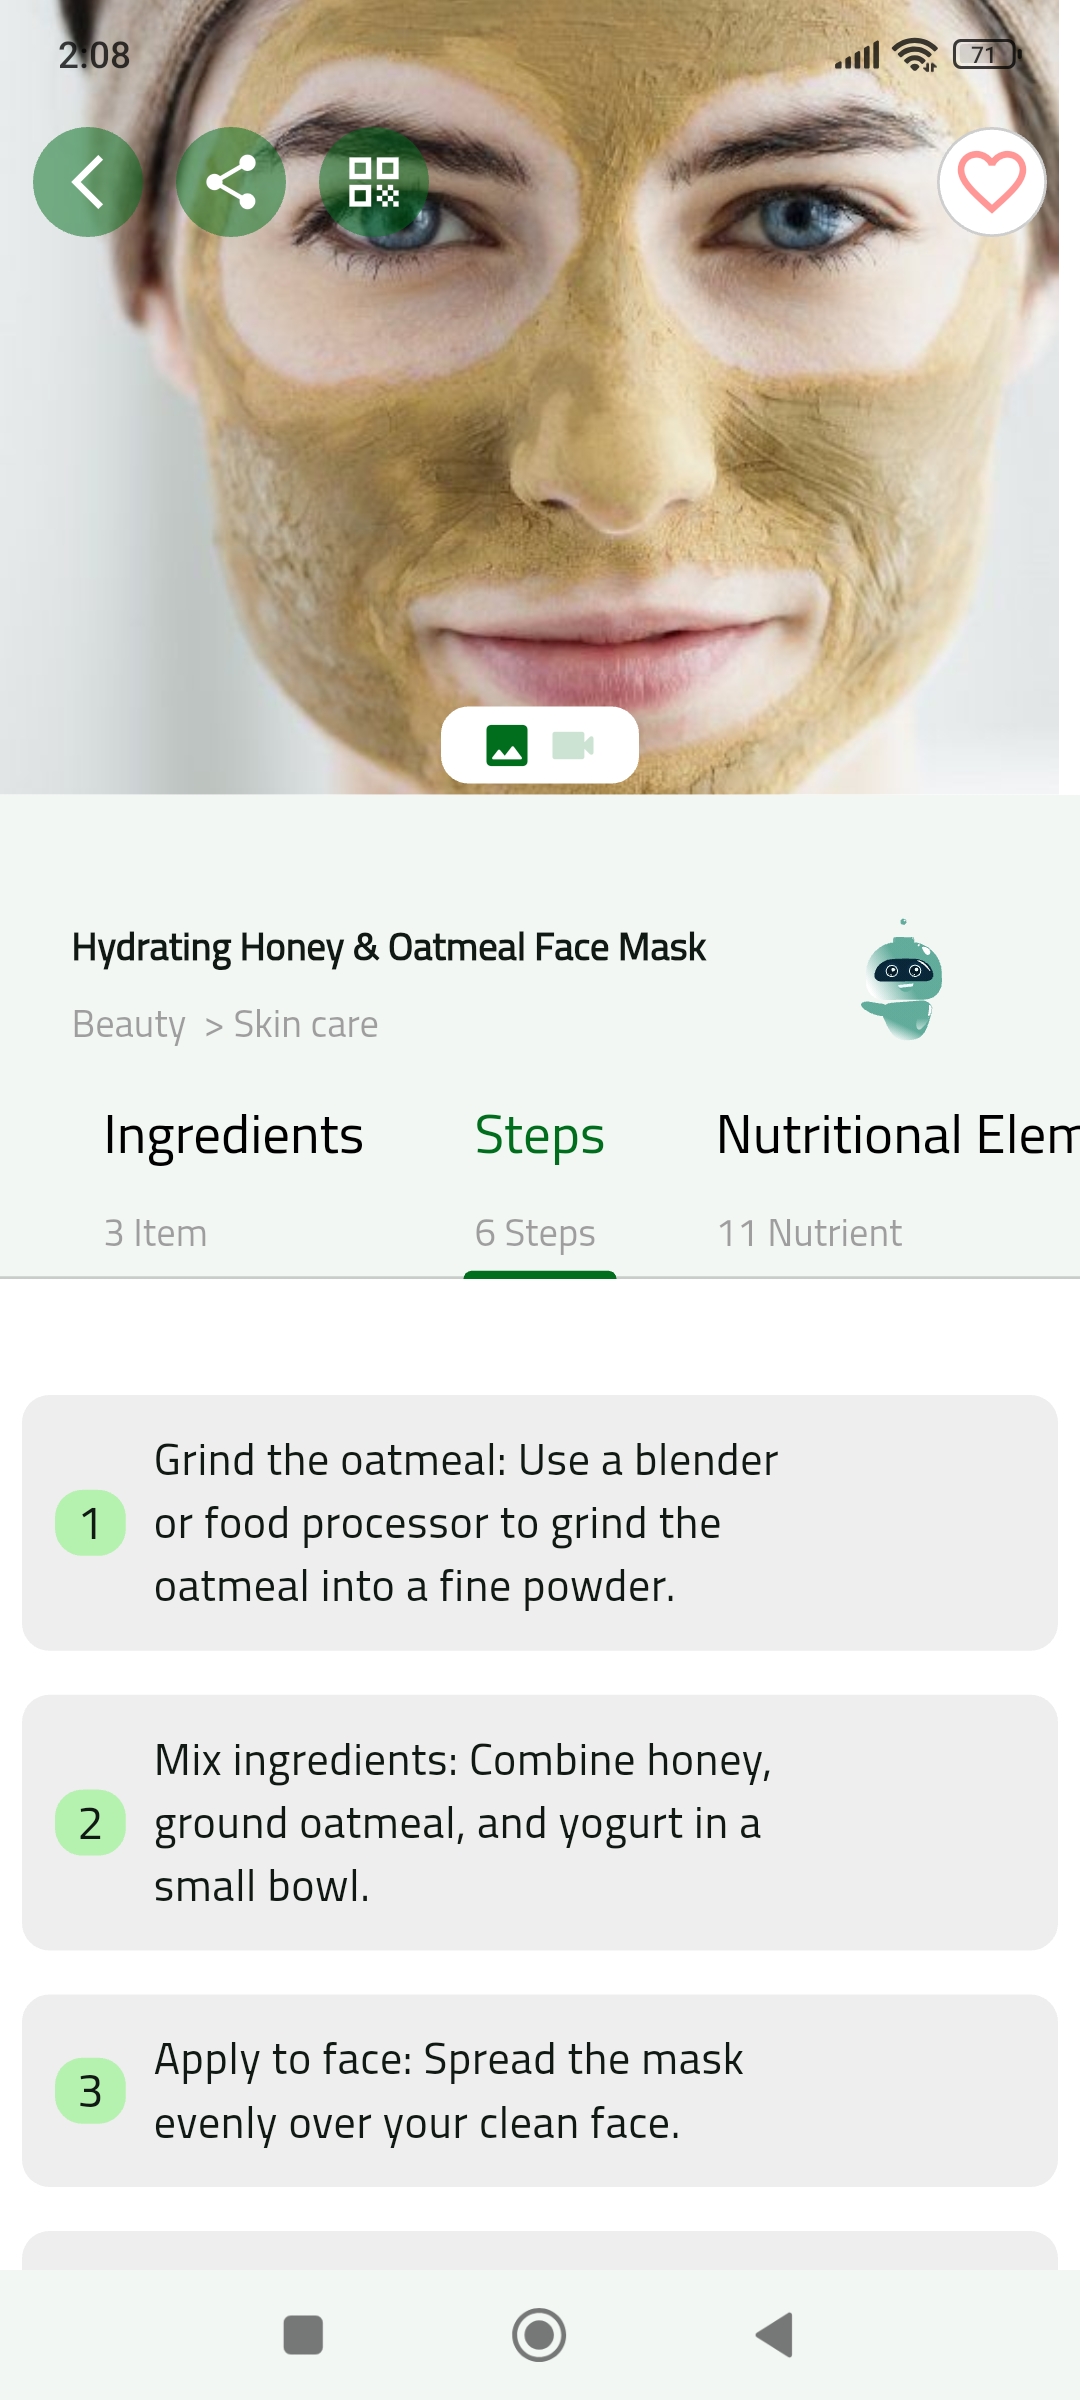 2:08
71
Hydrating Honey & Oatmeal Face Mask
Beauty > Skin care
Ingredients
3 Item
Steps
6 Steps
Nutritional Elem
11 Nutrient
1
Grind the oatmeal: Use a blender
or food processor to grind the
oatmeal into a fine powder.
2
Mix ingredients: Combine honey,
ground oatmeal, and yogurt in a
small bowl.
3
Apply to face: Spread the mask
evenly over your clean face.